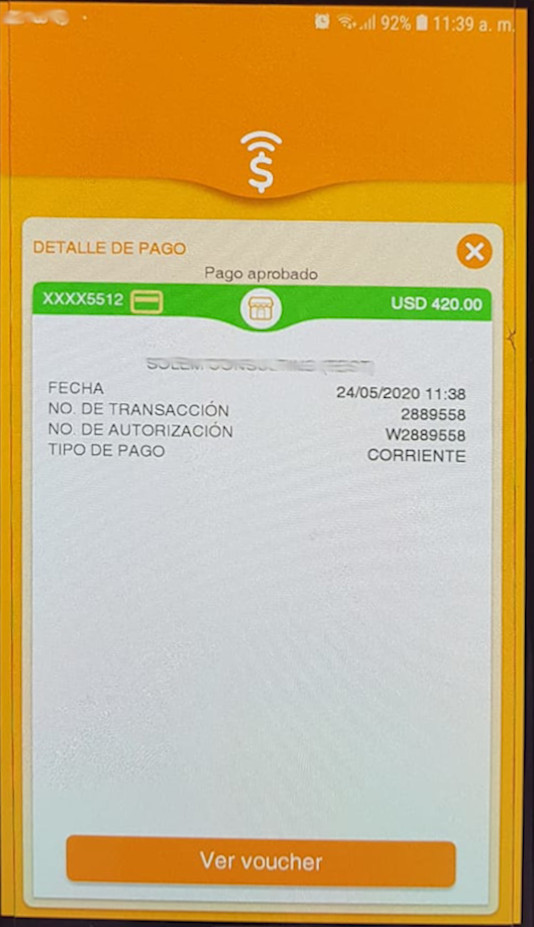 92% 11:39 a. m.
$
DETALLE DE PAGO
Pago aprobado
XXXX5512 USD 420.00
FECHA 24/05/2020 11:38
NO. DE TRANSACCIÓN 2889558
NO. DE AUTORIZACIÓN W2889558
TIPO DE PAGO CORRIENTE
Ver voucher